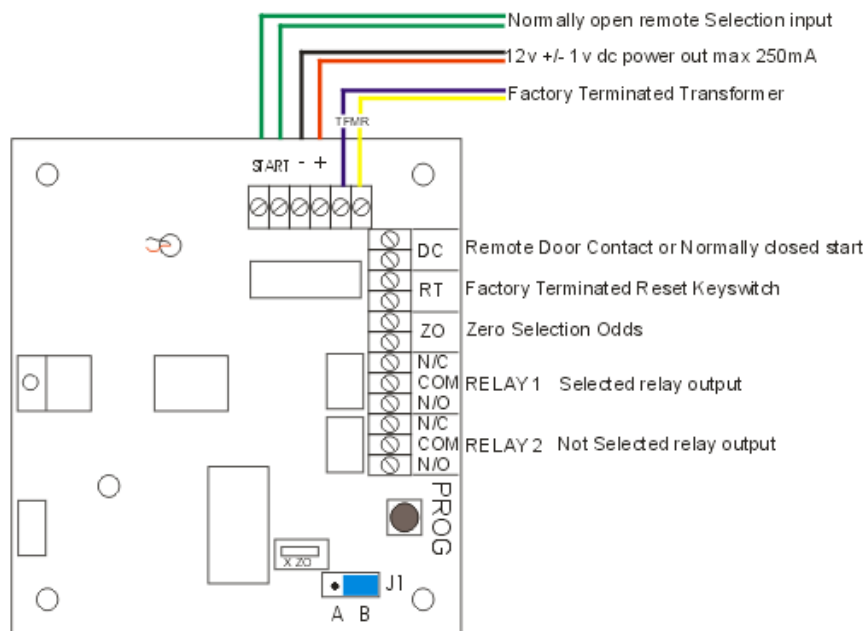 Normally open remote Selection input
12v +/- 1v dc power out max 250mA
Factory Terminated Transformer
TFMR
START - +
DC Remote Door Contact or Normally closed start
RT Factory Terminated Reset Keyswitch
ZO Zero Selection Odds
N/C
COM RELAY 1 Selected relay output
N/O
N/C
COM RELAY 2 Not Selected relay output
N/O
PROG
X ZO
J1
A B